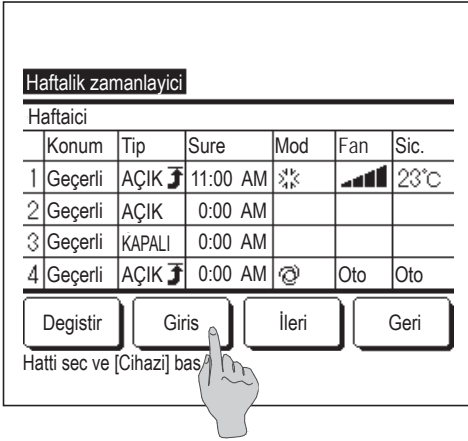 Haftalik zamanlayici
Haftaici
Konum Tip Sure Mod Fan Sic.
1 Geçerli AÇIK 11:00 AM 23°C
2 Geçerli AÇIK 0:00 AM
3 Geçerli KAPALI 0:00 AM
4 Geçerli AÇIK 0:00 AM Oto Oto
Degistir Giris İleri Geri
Hatti sec ve [Cihazi] bas